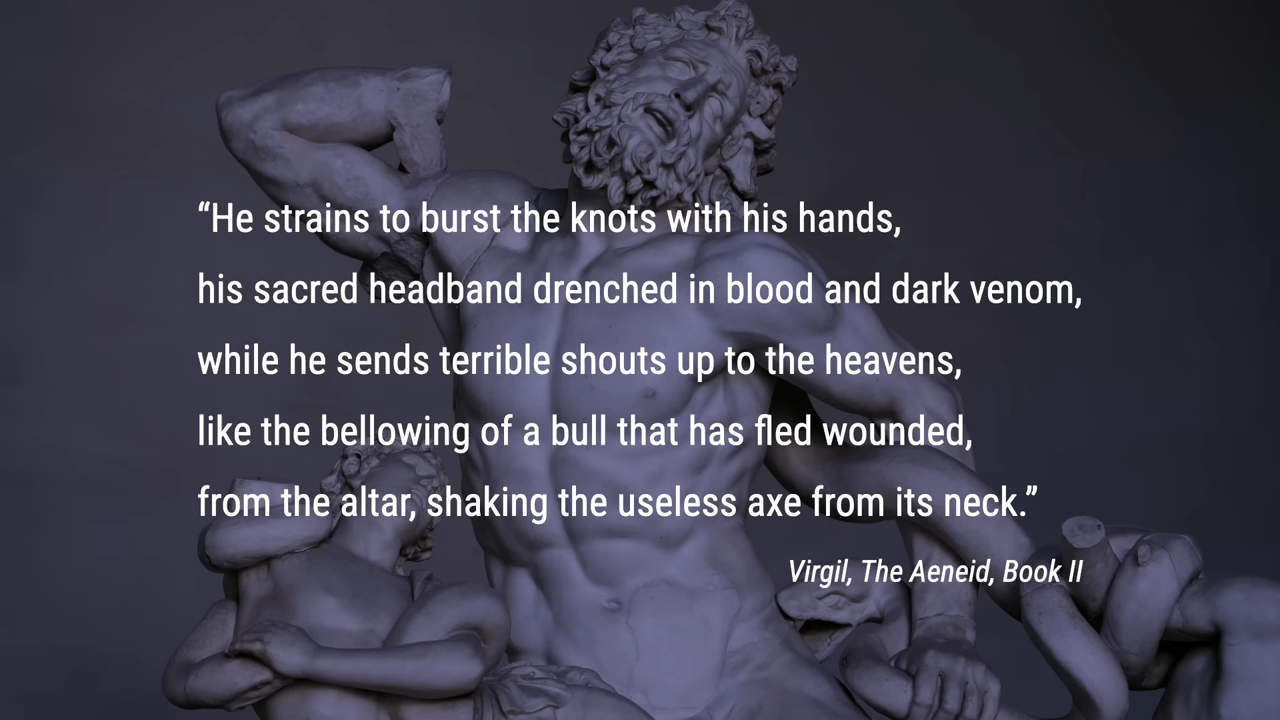 “He strains to burst the knots with his hands,
his sacred headband drenched in blood and dark venom,
while he sends terrible shouts up to the heavens,
like the bellowing of a bull that has fled wounded,
from the altar, shaking the useless axe from its neck.”
Virgil, The Aeneid, Book II